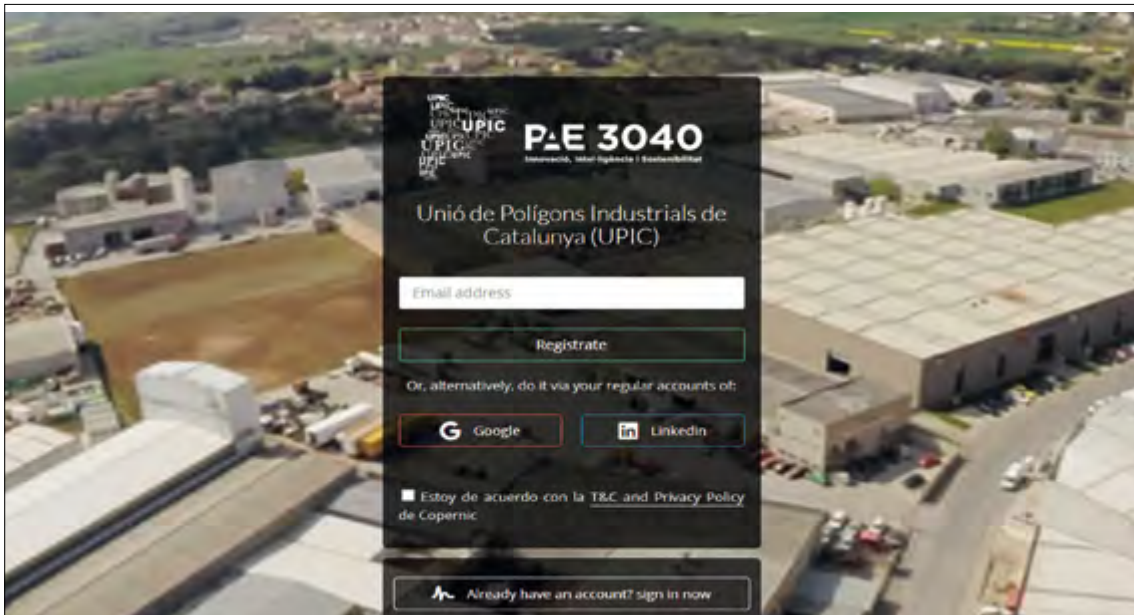 UPIC
PAE 3040
Innovació, Intel·ligència i Sostenibilitat
Unió de Polígons Industrials de
Catalunya (UPIC)
Email address
Regístrate
Or, alternatively, do it via your regular accounts of:
Google
in Linkedin
Estoy de acuerdo con la T&C and Privacy Policy
de Copernic
Already have an account? sign in now